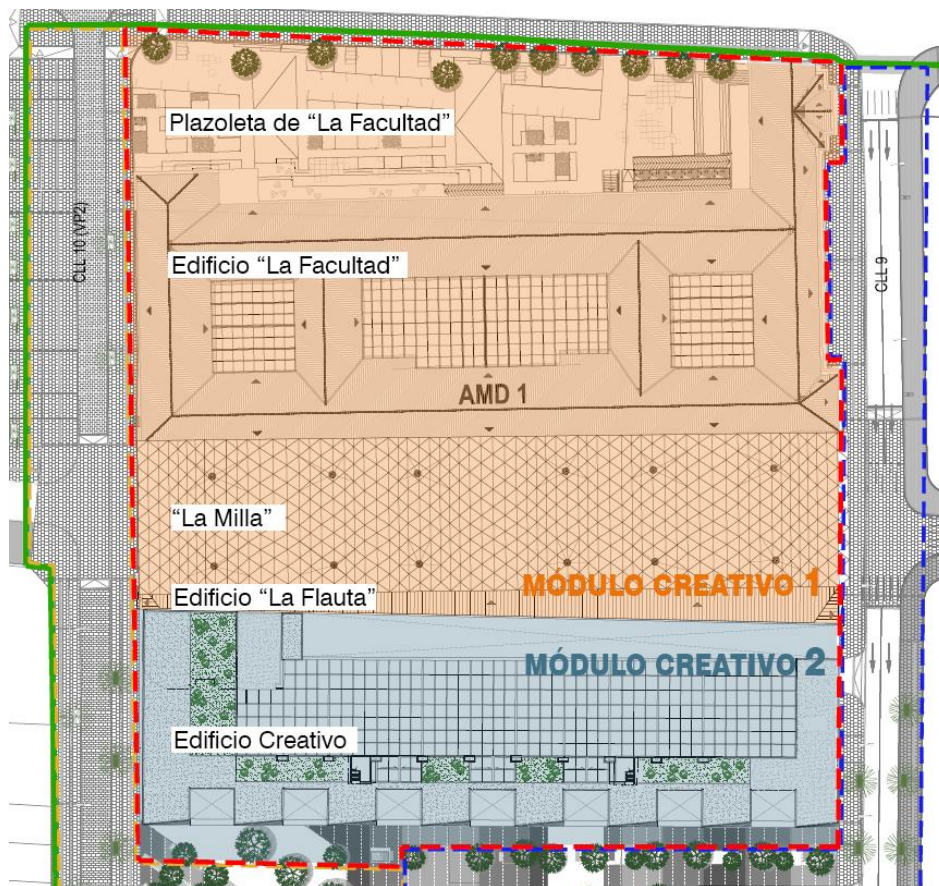 Plazoleta de “La Facultad”
CLL 10 (VP2)
Edificio “La Facultad”
CLL 9
AMD 1
“La Milla”
MÓDULO CREATIVO 1
Edificio “La Flauta”
MÓDULO CREATIVO 2
Edificio Creativo